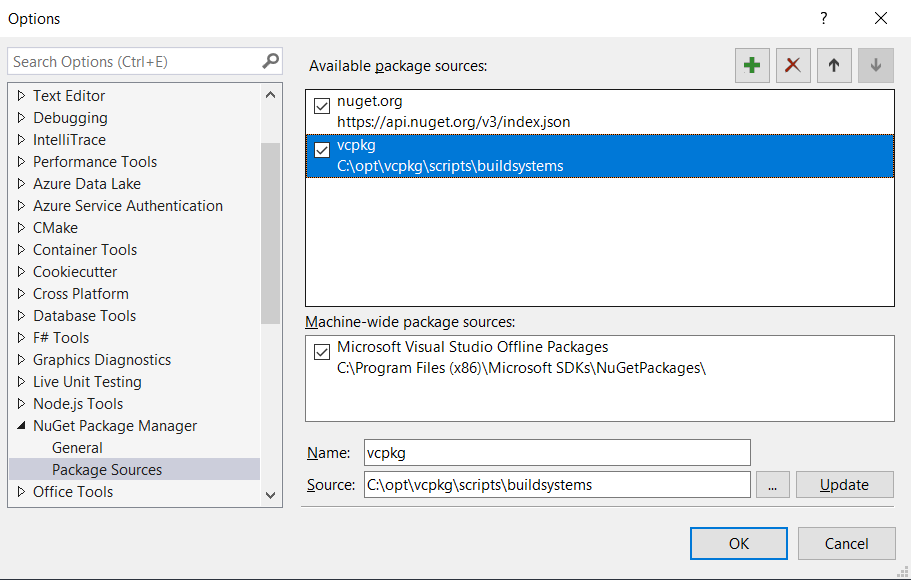 Options
?
Search Options (Ctrl+E)
Text Editor
Debugging
IntelliTrace
Performance Tools
Azure Data Lake
Azure Service Authentication
CMake
Container Tools
Cookiecutter
Cross Platform
Database Tools
F# Tools
Graphics Diagnostics
Live Unit Testing
Node.js Tools
NuGet Package Manager
General
Package Sources
Office Tools
Available package sources:
nuget.org
https://api.nuget.org/v3/index.json
vcpkg
C:\opt\vcpkg\scripts\buildsystems
Machine-wide package sources:
Microsoft Visual Studio Offline Packages
C:\Program Files (x86)\Microsoft SDKs\NuGetPackages\
Name: vcpkg
Source: C:\opt\vcpkg\scripts\buildsystems ... Update
OK Cancel